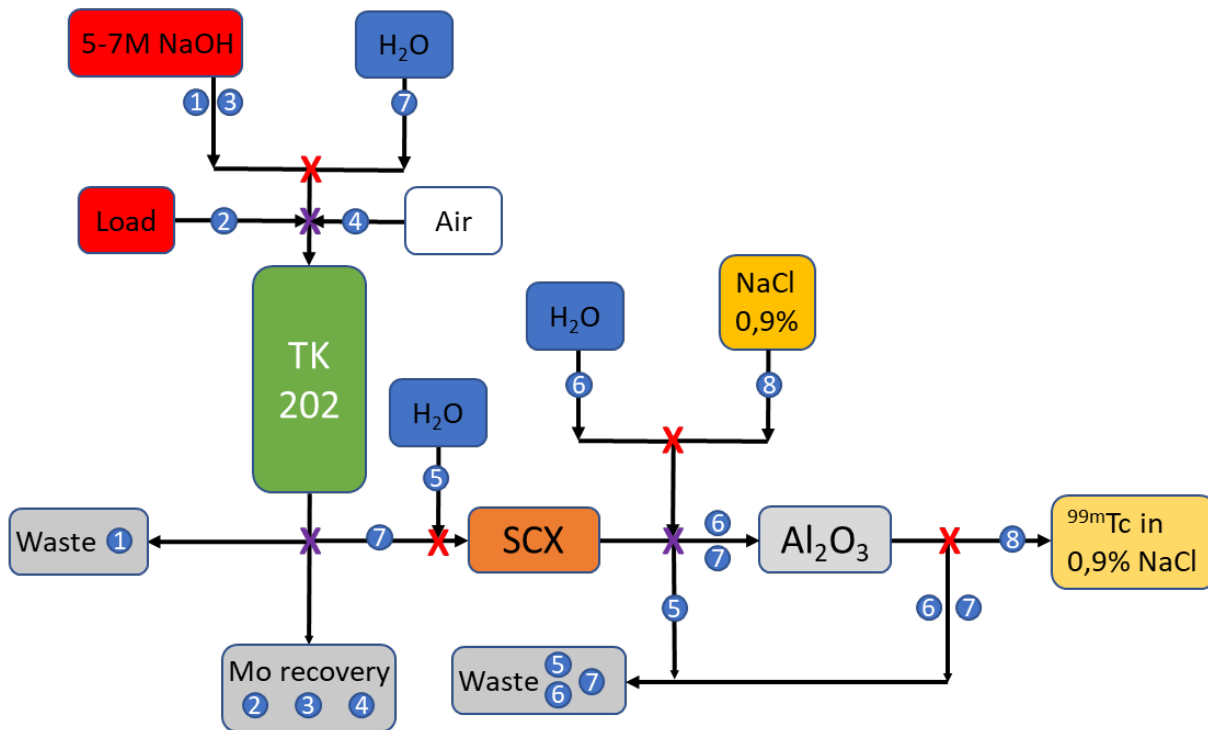 5-7M NaOH
H₂O
1 3
7
Load
2
4
Air
TK
202
H₂O
NaCl
0,9%
6
8
H₂O
5
Waste 1
7
SCX
6
7
Al₂O₃
8
⁹⁹ᵐTc in
0,9% NaCl
5
6 7
Mo recovery
2 3 4
Waste 5
6 7